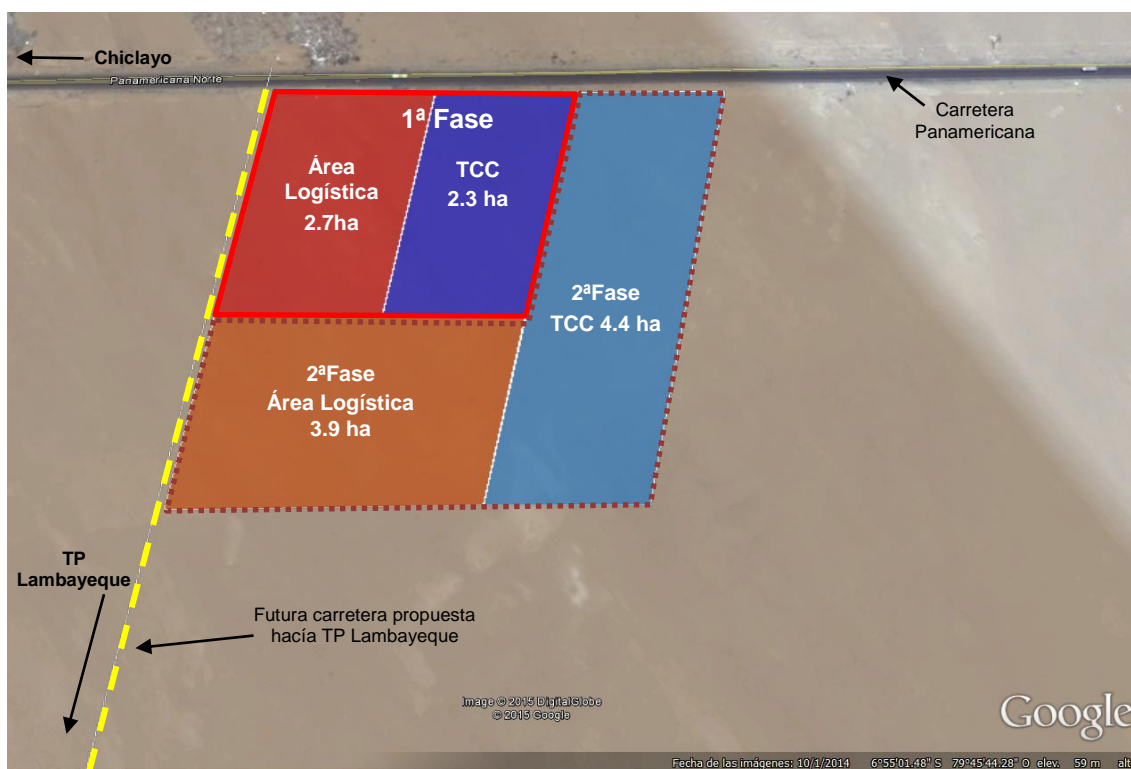 Chiclayo
Panamericana Norte
Carretera
Panamericana
1ª Fase
Área
Logística
2.7ha
TCC
2.3 ha
2ªFase
TCC 4.4 ha
2ªFase
Área Logística
3.9 ha
TP
Lambayeque
Futura carretera propuesta
hacía TP Lambayeque
Image © 2015 DigitalGlobe
© 2015 Google
Google
Fecha de las imágenes: 10/1/2014 6°55'01.48" S 79°45'44.28" O elev. 59 m alt